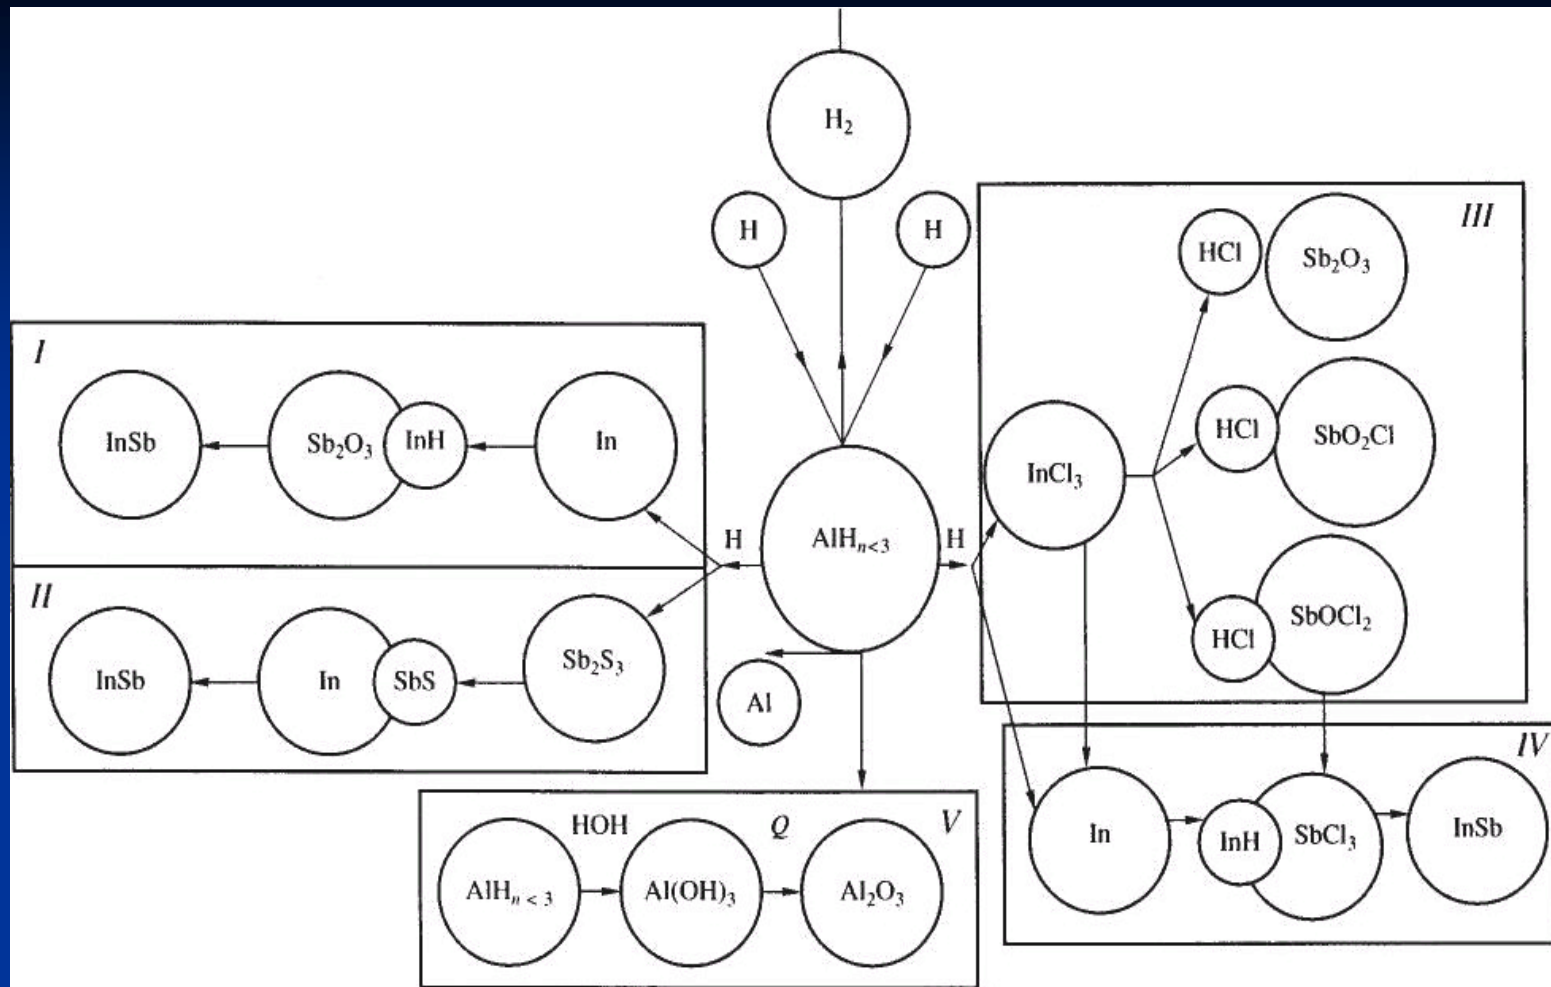 H₂
H
H
I
InSb
Sb₂O₃
InH
In
II
InSb
In
SbS
Sb₂S₃
H
AlHₙ<₃
H
Al
III
InCl₃
HCl
Sb₂O₃
HCl
SbO₂Cl
HCl
SbOCl₂
IV
In
InH
SbCl₃
InSb
V
AlHₙ<₃
HOH
Al(OH)₃
Q
Al₂O₃